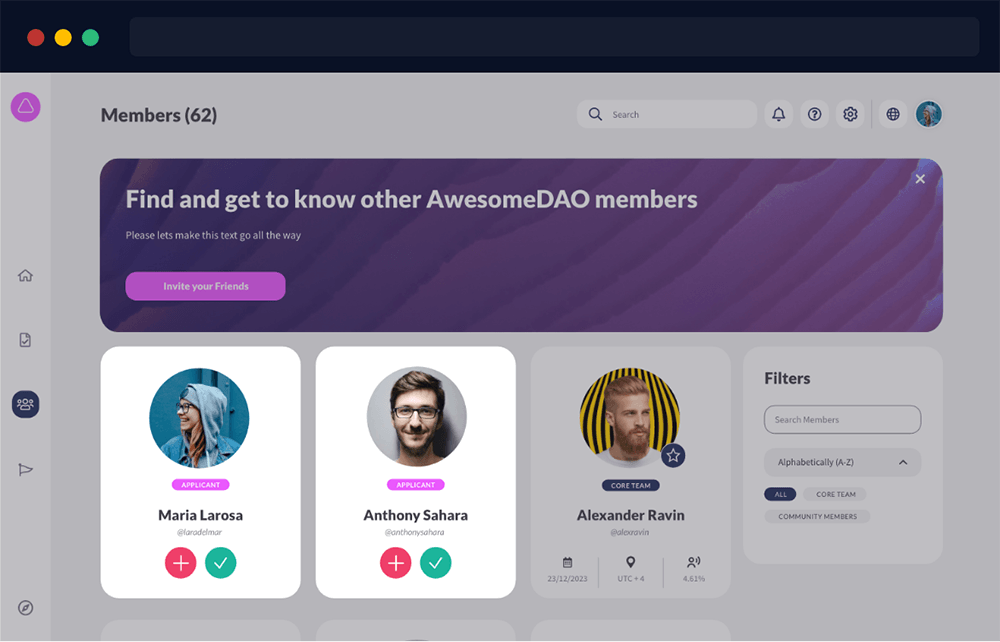 Members (62)
Search
Find and get to know other AwesomeDAO members
Please lets make this text go all the way
Invite your Friends
APPLICANT
Maria Larosa
@laradelmar
APPLICANT
Anthony Sahara
@anthonysahara
CORE TEAM
Alexander Ravin
@alexravin
23/12/2023
UTC + 4
4.61%
Filters
Search Members
Alphabetically (A-Z)
ALL
CORE TEAM
COMMUNITY MEMBERS